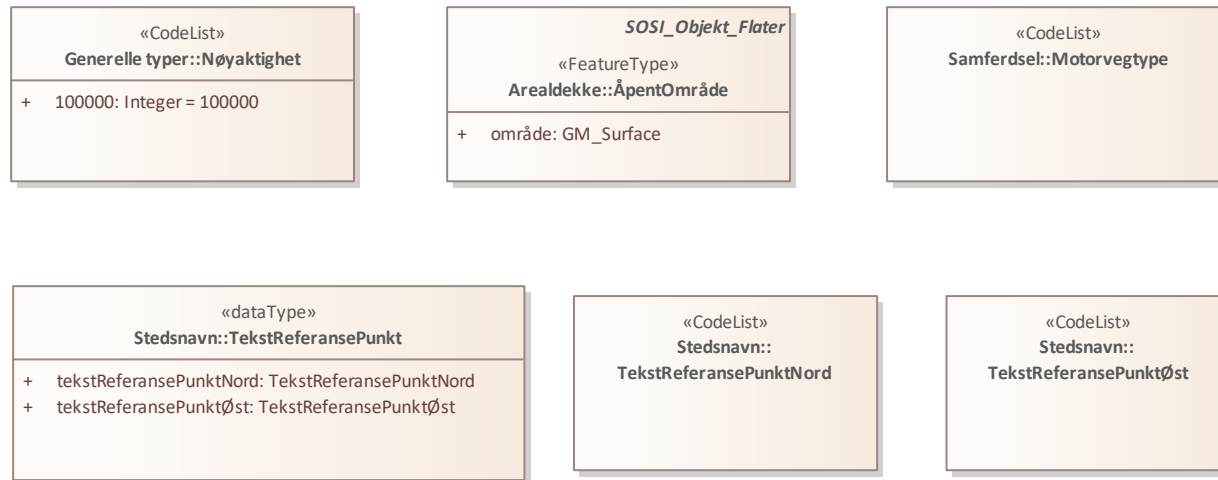 «CodeList»
Generelle typer::Nøyaktighet
+ 100000: Integer = 100000
SOSI_Objekt_Flater
«FeatureType»
Arealdekke::ÅpentOmråde
+ område: GM_Surface
«CodeList»
Samferdsel::Motorvegtype
«dataType»
Stedsnavn::TekstReferansePunkt
+ tekstReferansePunktNord: TekstReferansePunktNord
+ tekstReferansePunktØst: TekstReferansePunktØst
«CodeList»
Stedsnavn::
TekstReferansePunktNord
«CodeList»
Stedsnavn::
TekstReferansePunktØst